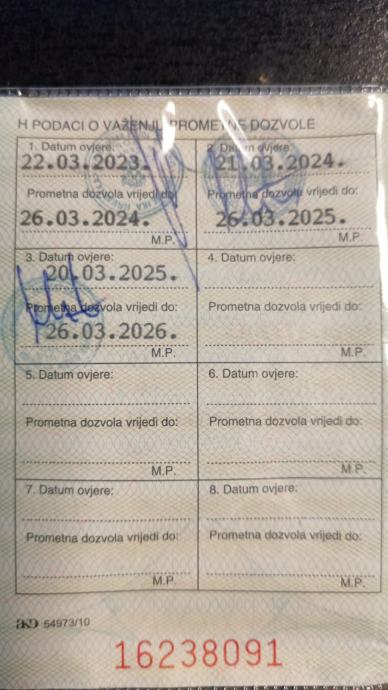 H PODACI O VAŽENJU PROMETNE DOZVOLE
1. Datum ovjere:
22.03.2023.
Prometna dozvola vrijedi do:
26.03.2024.
M.P.
2. Datum ovjere:
21.03.2024.
Prometna dozvola vrijedi do:
26.03.2025.
M.P.
3. Datum ovjere:
20.03.2025.
Prometna dozvola vrijedi do:
26.03.2026.
M.P.
4. Datum ovjere:
Prometna dozvola vrijedi do:
M.P.
5. Datum ovjere:
Prometna dozvola vrijedi do:
M.P.
6. Datum ovjere:
Prometna dozvola vrijedi do:
M.P.
7. Datum ovjere:
Prometna dozvola vrijedi do:
M.P.
8. Datum ovjere:
Prometna dozvola vrijedi do:
M.P.
AKD 54973/10
16238091